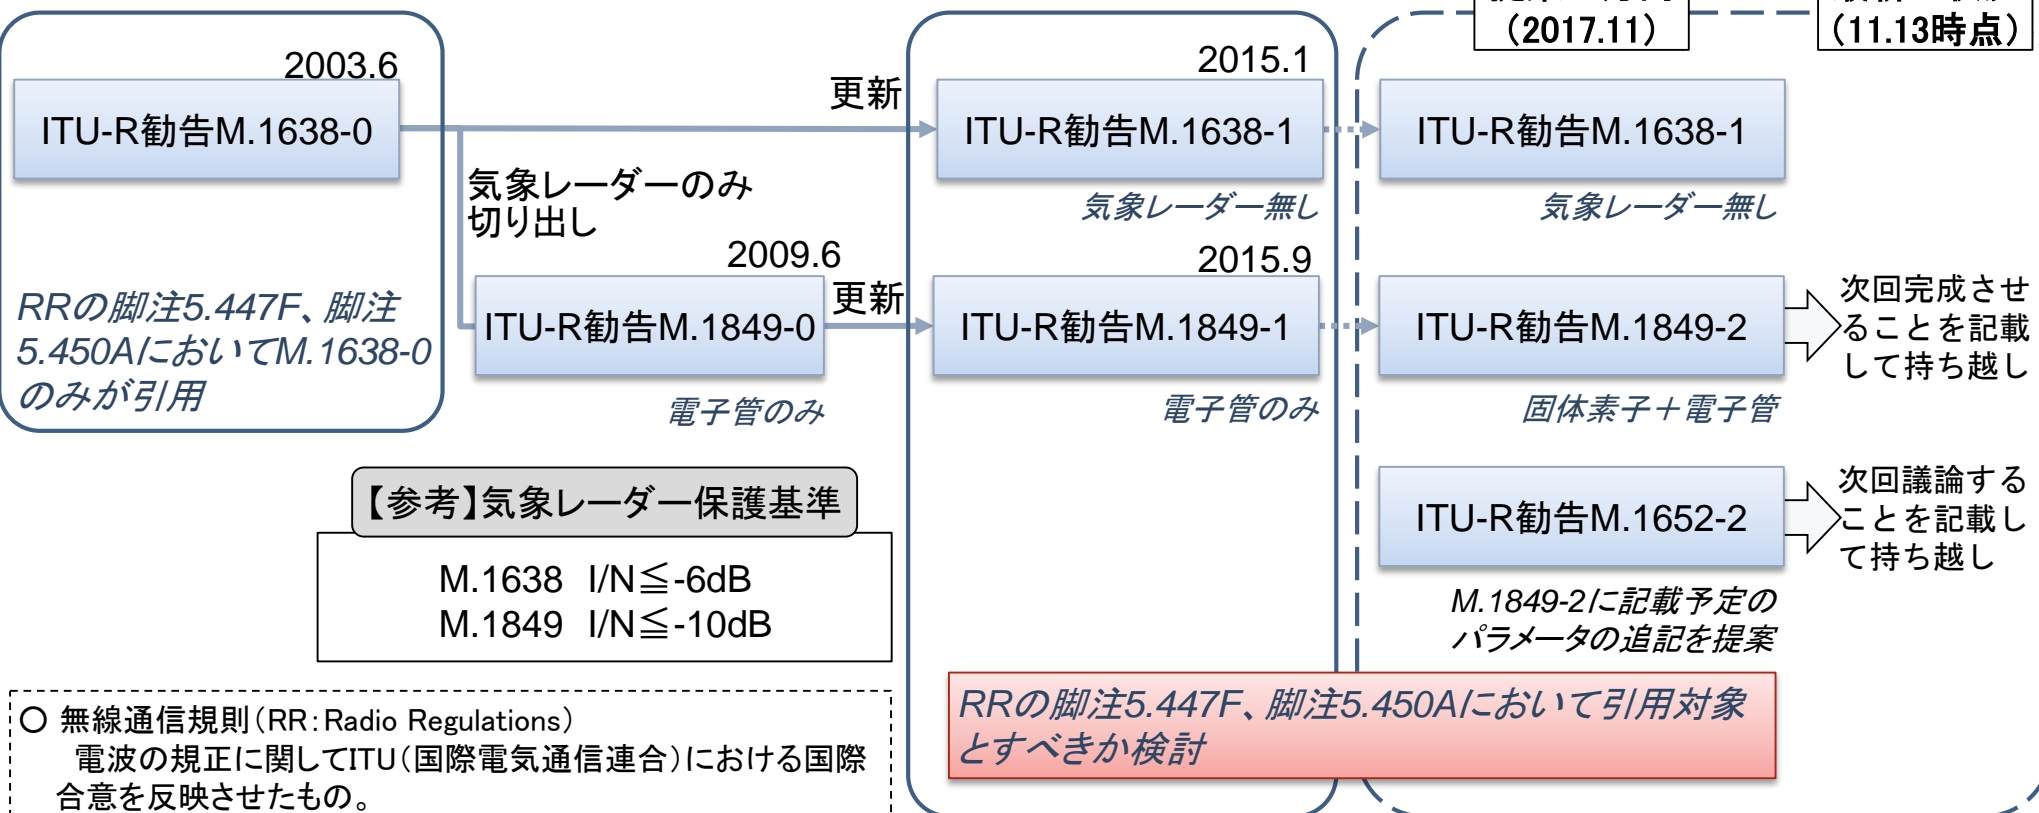 (2017.11)
(11.13時点)
2003.6
ITU-R勧告M.1638-0
更新
2015.1
ITU-R勧告M.1638-1
気象レーダー無し
ITU-R勧告M.1638-1
気象レーダー無し
気象レーダーのみ
切り出し
2009.6
ITU-R勧告M.1849-0
電子管のみ
更新
2015.9
ITU-R勧告M.1849-1
電子管のみ
ITU-R勧告M.1849-2
固体素子＋電子管
次回完成させ
ることを記載
して持ち越し
RRの脚注5.447F、脚注
5.450AにおいてM.1638-0
のみが引用
ITU-R勧告M.1652-2
次回議論する
ことを記載し
て持ち越し
M.1849-2に記載予定の
パラメータの追記を提案
【参考】気象レーダー保護基準
M.1638 I/N≦-6dB
M.1849 I/N≦-10dB
RRの脚注5.447F、脚注5.450Aにおいて引用対象
とすべきか検討
○ 無線通信規則（RR：Radio Regulations）
電波の規正に関してITU（国際電気通信連合）における国際
合意を反映させたもの。